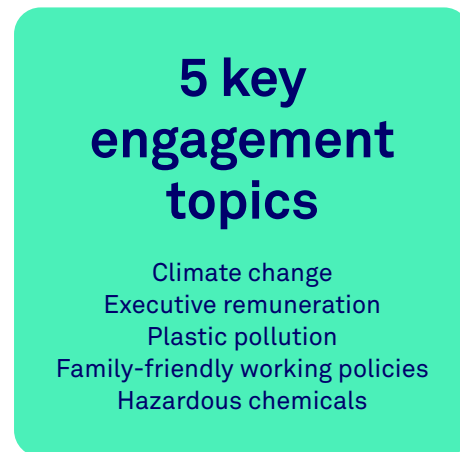 5 key
engagement
topics
Climate change
Executive remuneration
Plastic pollution
Family-friendly working policies
Hazardous chemicals